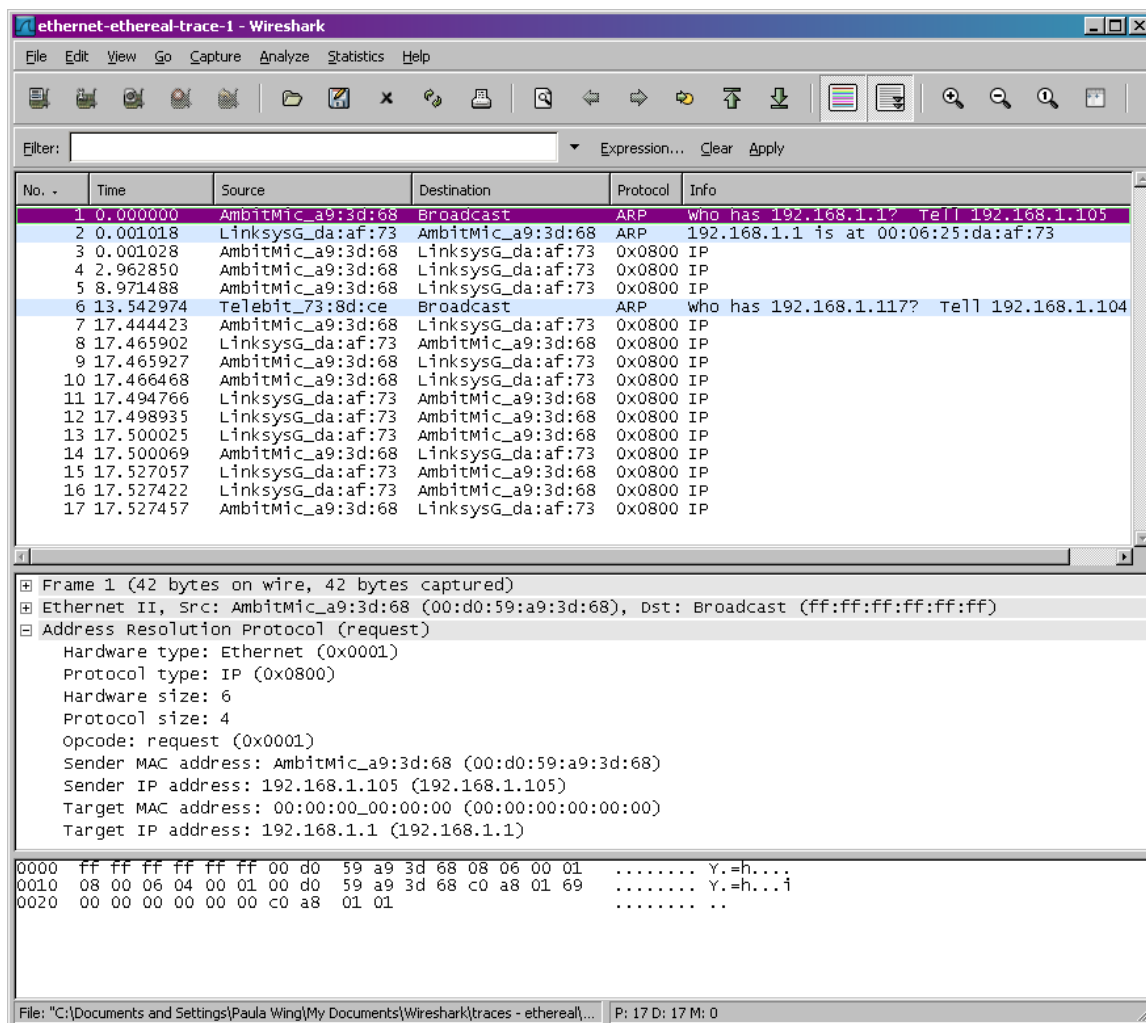 ethernet-ethereal-trace-1 - Wireshark
File Edit View Go Capture Analyze Statistics Help
Filter: Expression... Clear Apply
No. Time Source Destination Protocol Info
1 0.000000 AmbitMic_a9:3d:68 Broadcast ARP who has 192.168.1.1? Tell 192.168.1.105
2 0.001018 LinksysG_da:af:73 AmbitMic_a9:3d:68 ARP 192.168.1.1 is at 00:06:25:da:af:73
3 0.001028 AmbitMic_a9:3d:68 LinksysG_da:af:73 0x0800 IP
4 2.962850 AmbitMic_a9:3d:68 LinksysG_da:af:73 0x0800 IP
5 8.971488 AmbitMic_a9:3d:68 LinksysG_da:af:73 0x0800 IP
6 13.542974 Telebit_73:8d:ce Broadcast ARP who has 192.168.1.117? Tell 192.168.1.104
7 17.444423 AmbitMic_a9:3d:68 LinksysG_da:af:73 0x0800 IP
8 17.465902 LinksysG_da:af:73 AmbitMic_a9:3d:68 0x0800 IP
9 17.465927 AmbitMic_a9:3d:68 LinksysG_da:af:73 0x0800 IP
10 17.466468 AmbitMic_a9:3d:68 LinksysG_da:af:73 0x0800 IP
11 17.494766 LinksysG_da:af:73 AmbitMic_a9:3d:68 0x0800 IP
12 17.498935 LinksysG_da:af:73 AmbitMic_a9:3d:68 0x0800 IP
13 17.500025 LinksysG_da:af:73 AmbitMic_a9:3d:68 0x0800 IP
14 17.500069 AmbitMic_a9:3d:68 LinksysG_da:af:73 0x0800 IP
15 17.527057 LinksysG_da:af:73 AmbitMic_a9:3d:68 0x0800 IP
16 17.527422 LinksysG_da:af:73 AmbitMic_a9:3d:68 0x0800 IP
17 17.527457 AmbitMic_a9:3d:68 LinksysG_da:af:73 0x0800 IP
Frame 1 (42 bytes on wire, 42 bytes captured)
Ethernet II, Src: AmbitMic_a9:3d:68 (00:d0:59:a9:3d:68), Dst: Broadcast (ff:ff:ff:ff:ff:ff)
Address Resolution Protocol (request)
Hardware type: Ethernet (0x0001)
Protocol type: IP (0x0800)
Hardware size: 6
Protocol size: 4
Opcode: request (0x0001)
Sender MAC address: AmbitMic_a9:3d:68 (00:d0:59:a9:3d:68)
Sender IP address: 192.168.1.105 (192.168.1.105)
Target MAC address: 00:00:00_00:00:00 (00:00:00:00:00:00)
Target IP address: 192.168.1.1 (192.168.1.1)
0000 ff ff ff ff ff ff 00 d0 59 a9 3d 68 08 06 00 01 ........ Y.=h....
0010 08 00 06 04 00 01 00 d0 59 a9 3d 68 c0 a8 01 69 ........ Y.=h...i
0020 00 00 00 00 00 00 c0 a8 01 01 ........ ..
File: "C:\Documents and Settings\Paula Wing\My Documents\Wireshark\traces - ethereal\... P: 17 D: 17 M: 0